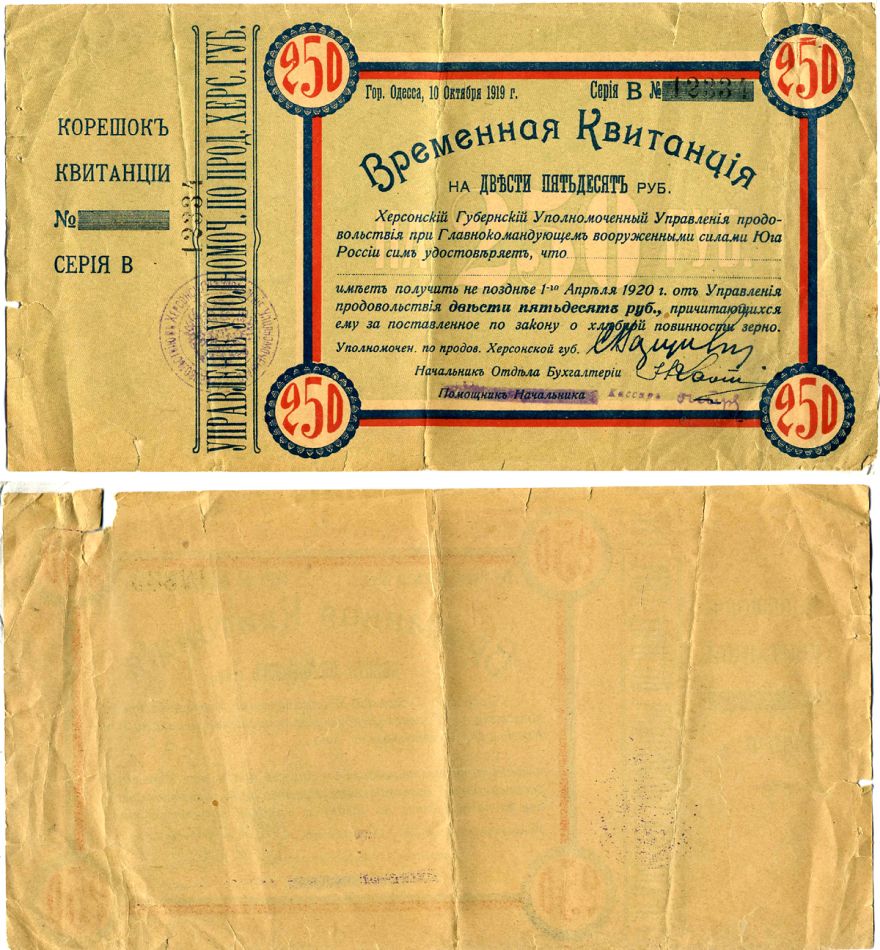 КОРЕШОКЪ
КВИТАНЦІИ
№
СЕРІЯ В
12334
УПРАВЛЕНІЕ УПОЛНОМОЧ. ПО ПРОД. ХЕРС. ГУБ.
250
250
Гор. Одесса, 10 Октября 1919 г. Серія В № 12334
Временная Квитанція
НА ДВѢСТИ ПЯТЬДЕСЯТЪ РУБ.
Херсонскій Губернскій Уполномоченный Управленія продо-
вольствія при Главнокомандующемъ вооруженными силами Юга
Россіи симъ удостовѣряетъ, что
имѣетъ получить не позднѣе 1-го Апрѣля 1920 г. отъ Управленія
продовольствія двѣсти пятьдесятъ руб., причитающихся
ему за поставленное по закону о хлѣбной повинности зерно.
Уполномочен. по продов. Херсонской губ.
Начальникъ Отдѣла Бухгалтеріи
Помощникъ Начальника Кассиръ
250
250